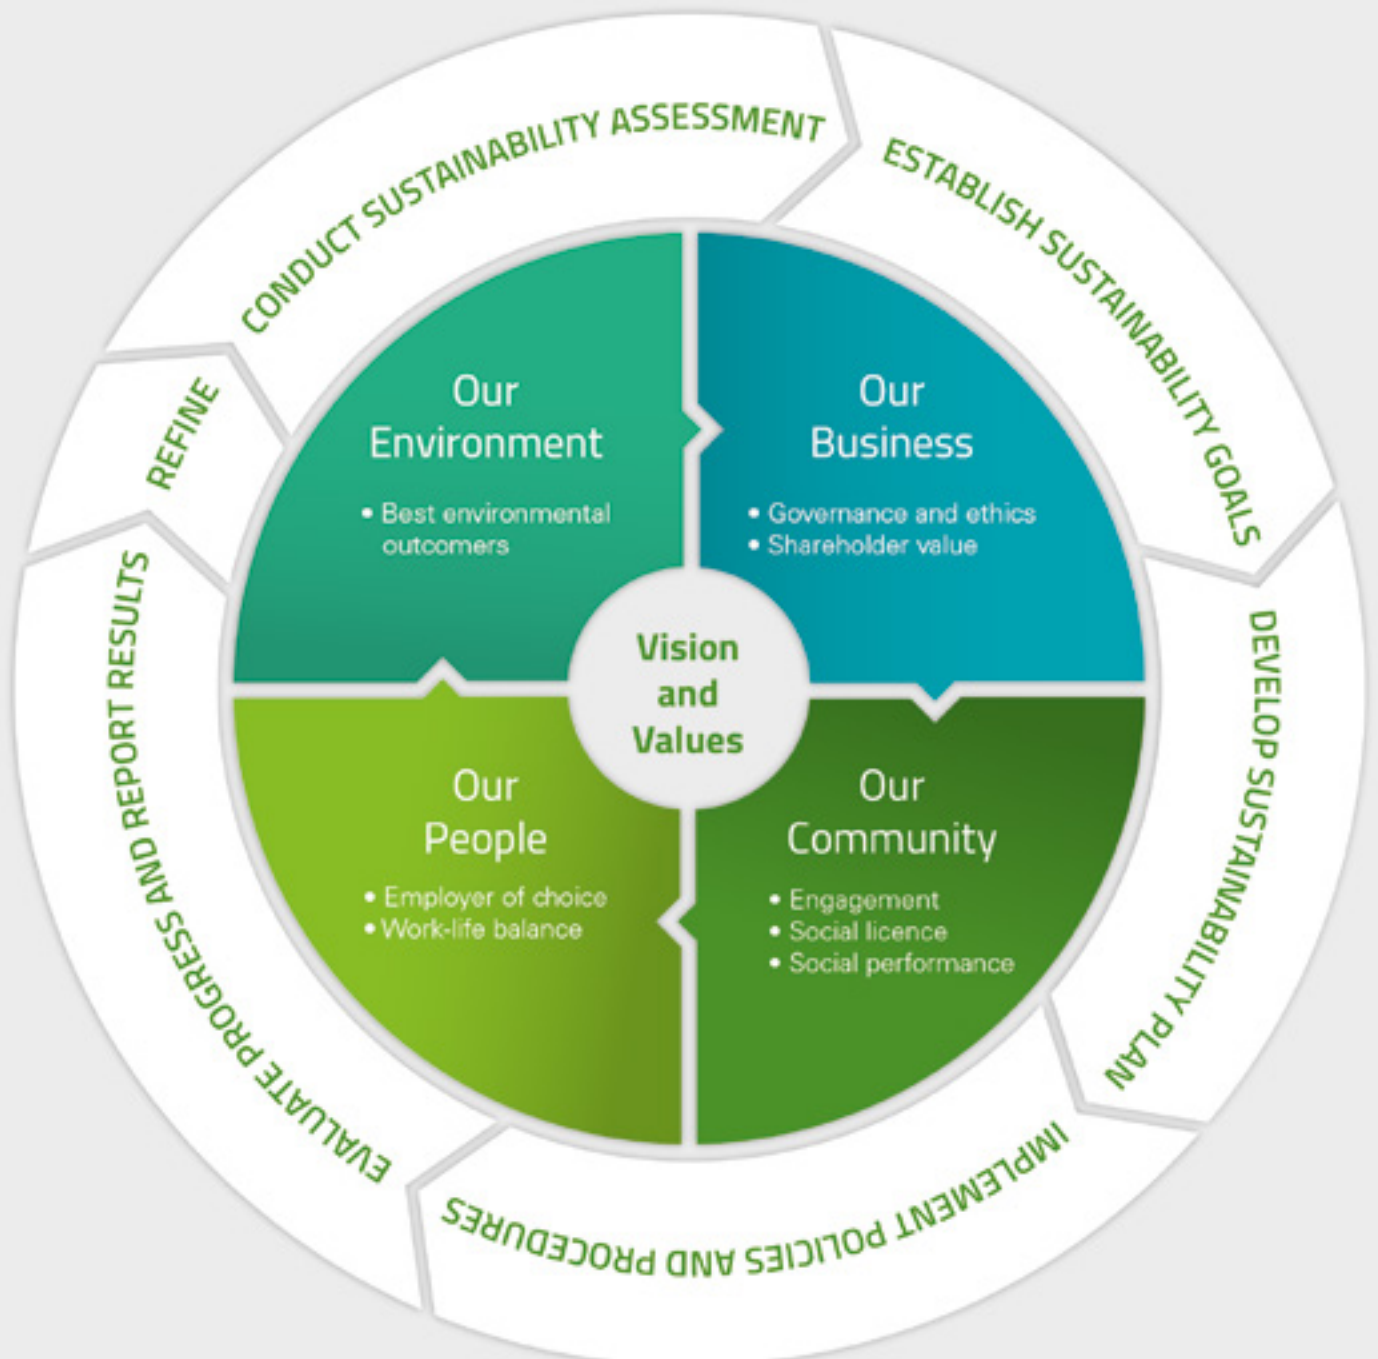 CONDUCT SUSTAINABILITY ASSESSMENT
ESTABLISH SUSTAINABILITY GOALS
DEVELOP SUSTAINABILITY PLAN
IMPLEMENT POLICIES AND PROCEDURES
EVALUATE PROGRESS AND REPORT RESULTS
REFINE
Our
Environment
• Best environmental
outcomers
Our
Business
• Governance and ethics
• Shareholder value
Vision
and
Values
Our
People
• Employer of choice
• Work-life balance
Our
Community
• Engagement
• Social licence
• Social performance